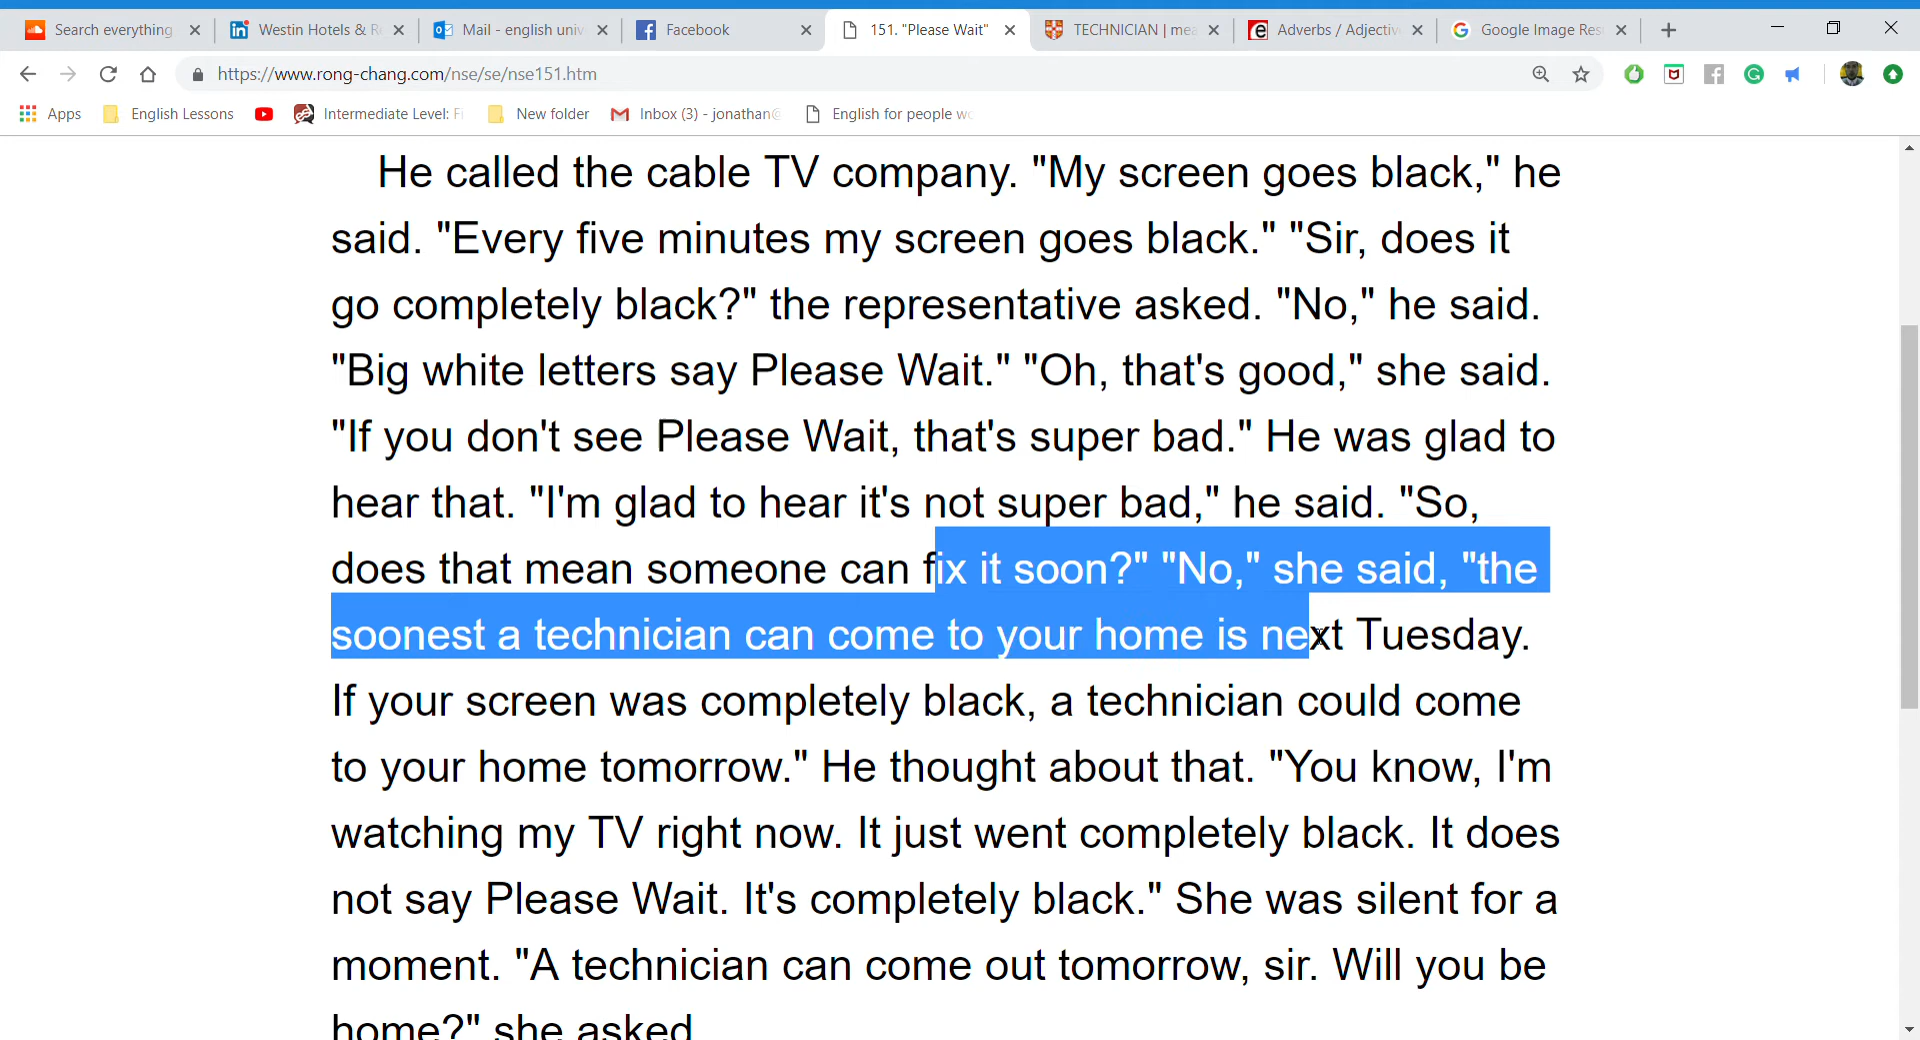 Search everything
Westin Hotels & Re
Mail - english univ
Facebook
151. "Please Wait"
TECHNICIAN | mea
Adverbs / Adjectiv
Google Image Res
https://www.rong-chang.com/nse/se/nse151.htm
Apps
English Lessons
Intermediate Level: F
New folder
Inbox (3) - jonathan@
English for people wo
He called the cable TV company. "My screen goes black," he
said. "Every five minutes my screen goes black." "Sir, does it
go completely black?" the representative asked. "No," he said.
"Big white letters say Please Wait." "Oh, that's good," she said.
"If you don't see Please Wait, that's super bad." He was glad to
hear that. "I'm glad to hear it's not super bad," he said. "So,
does that mean someone can fix it soon?" "No," she said, "the
soonest a technician can come to your home is next Tuesday.
If your screen was completely black, a technician could come
to your home tomorrow." He thought about that. "You know, I'm
watching my TV right now. It just went completely black. It does
not say Please Wait. It's completely black." She was silent for a
moment. "A technician can come out tomorrow, sir. Will you be
home?" she asked